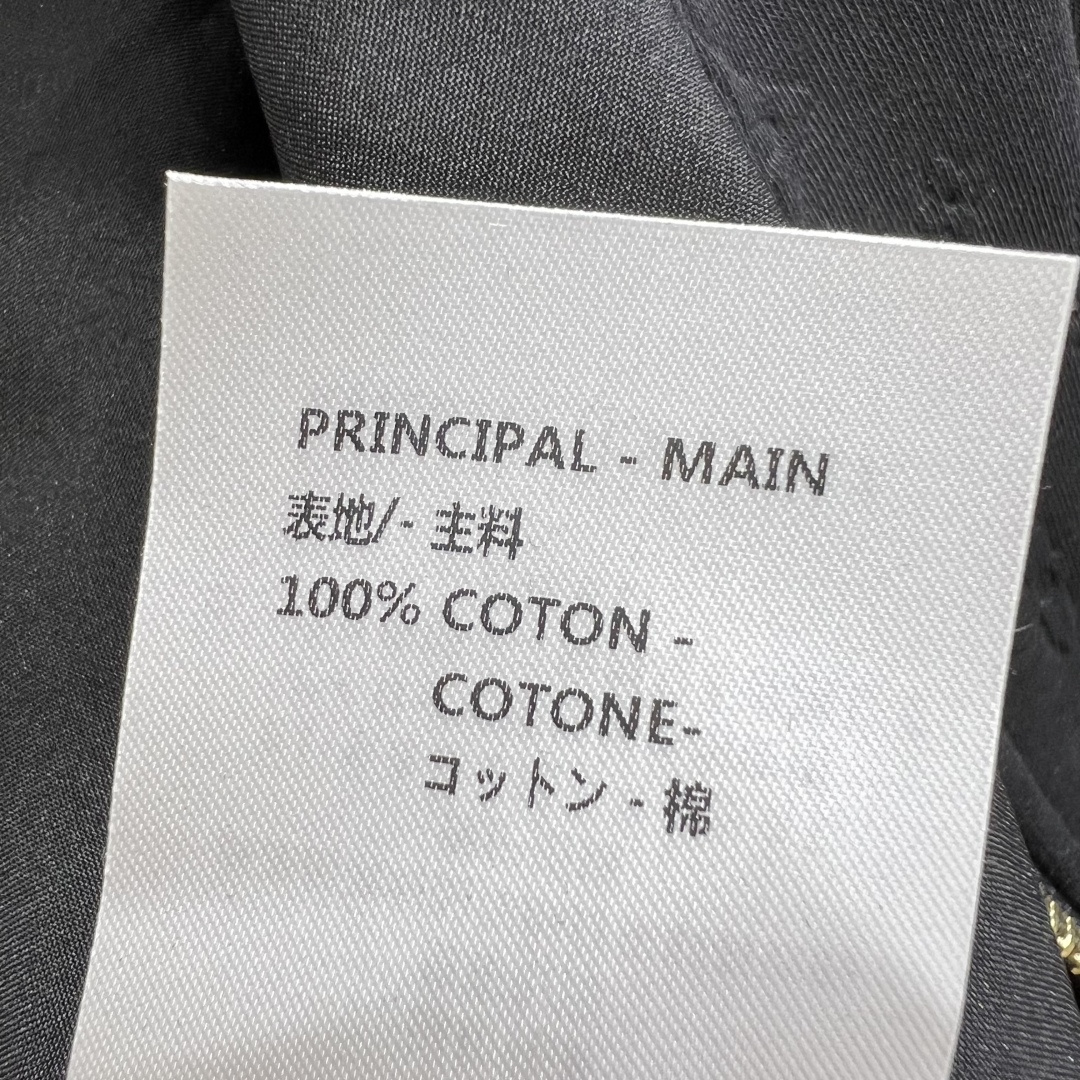 PRINCIPAL - MAIN
表地/- 主料
100% COTON -
COTONE-
コットン - 棉